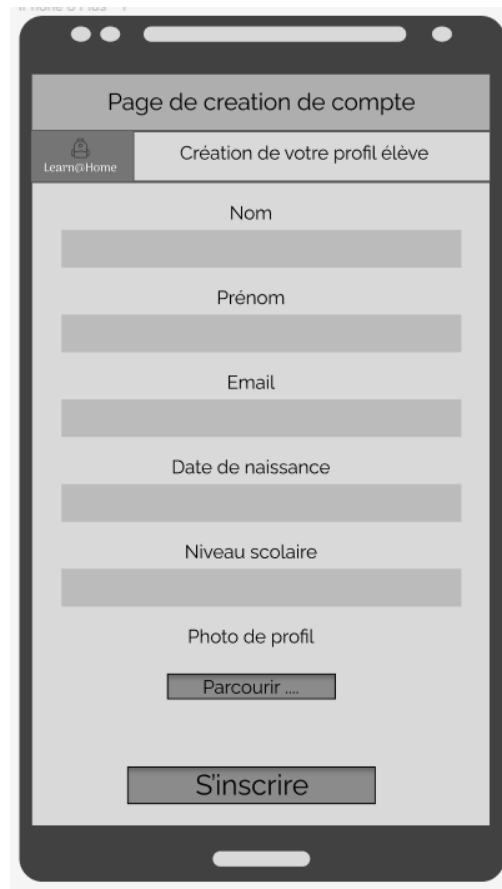 Page de creation de compte
Learn@Home
Création de votre profil élève
Nom
Prénom
Email
Date de naissance
Niveau scolaire
Photo de profil
Parcourir ....
S'inscrire